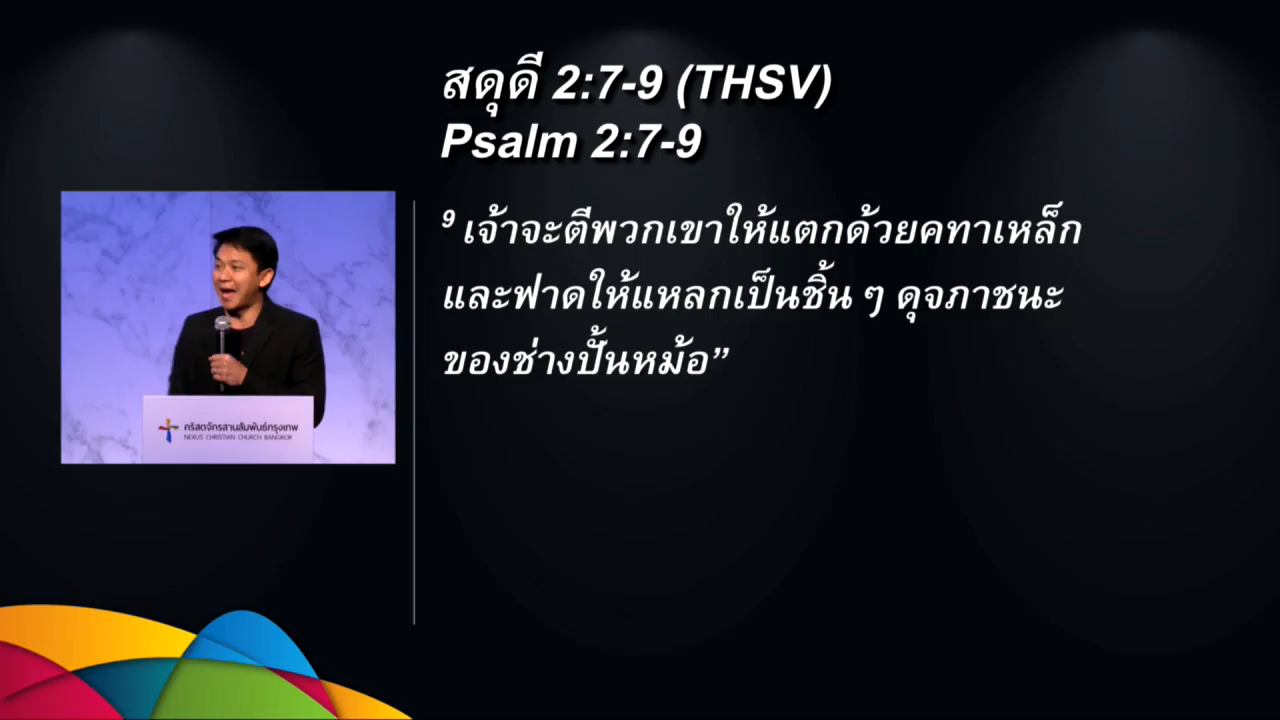 สดุดี 2:7-9 (THSV)
Psalm 2:7-9
9 เจ้าจะตีพวกเขาให้แตกด้วยคทาเหล็ก
และฟาดให้แหลกเป็นชิ้น ๆ ดุจภาชนะ
ของช่างปั้นหม้อ”
คริสตจักรสานสัมพันธ์กรุงเทพ
NEXUS CHRISTIAN CHURCH BANGKOK